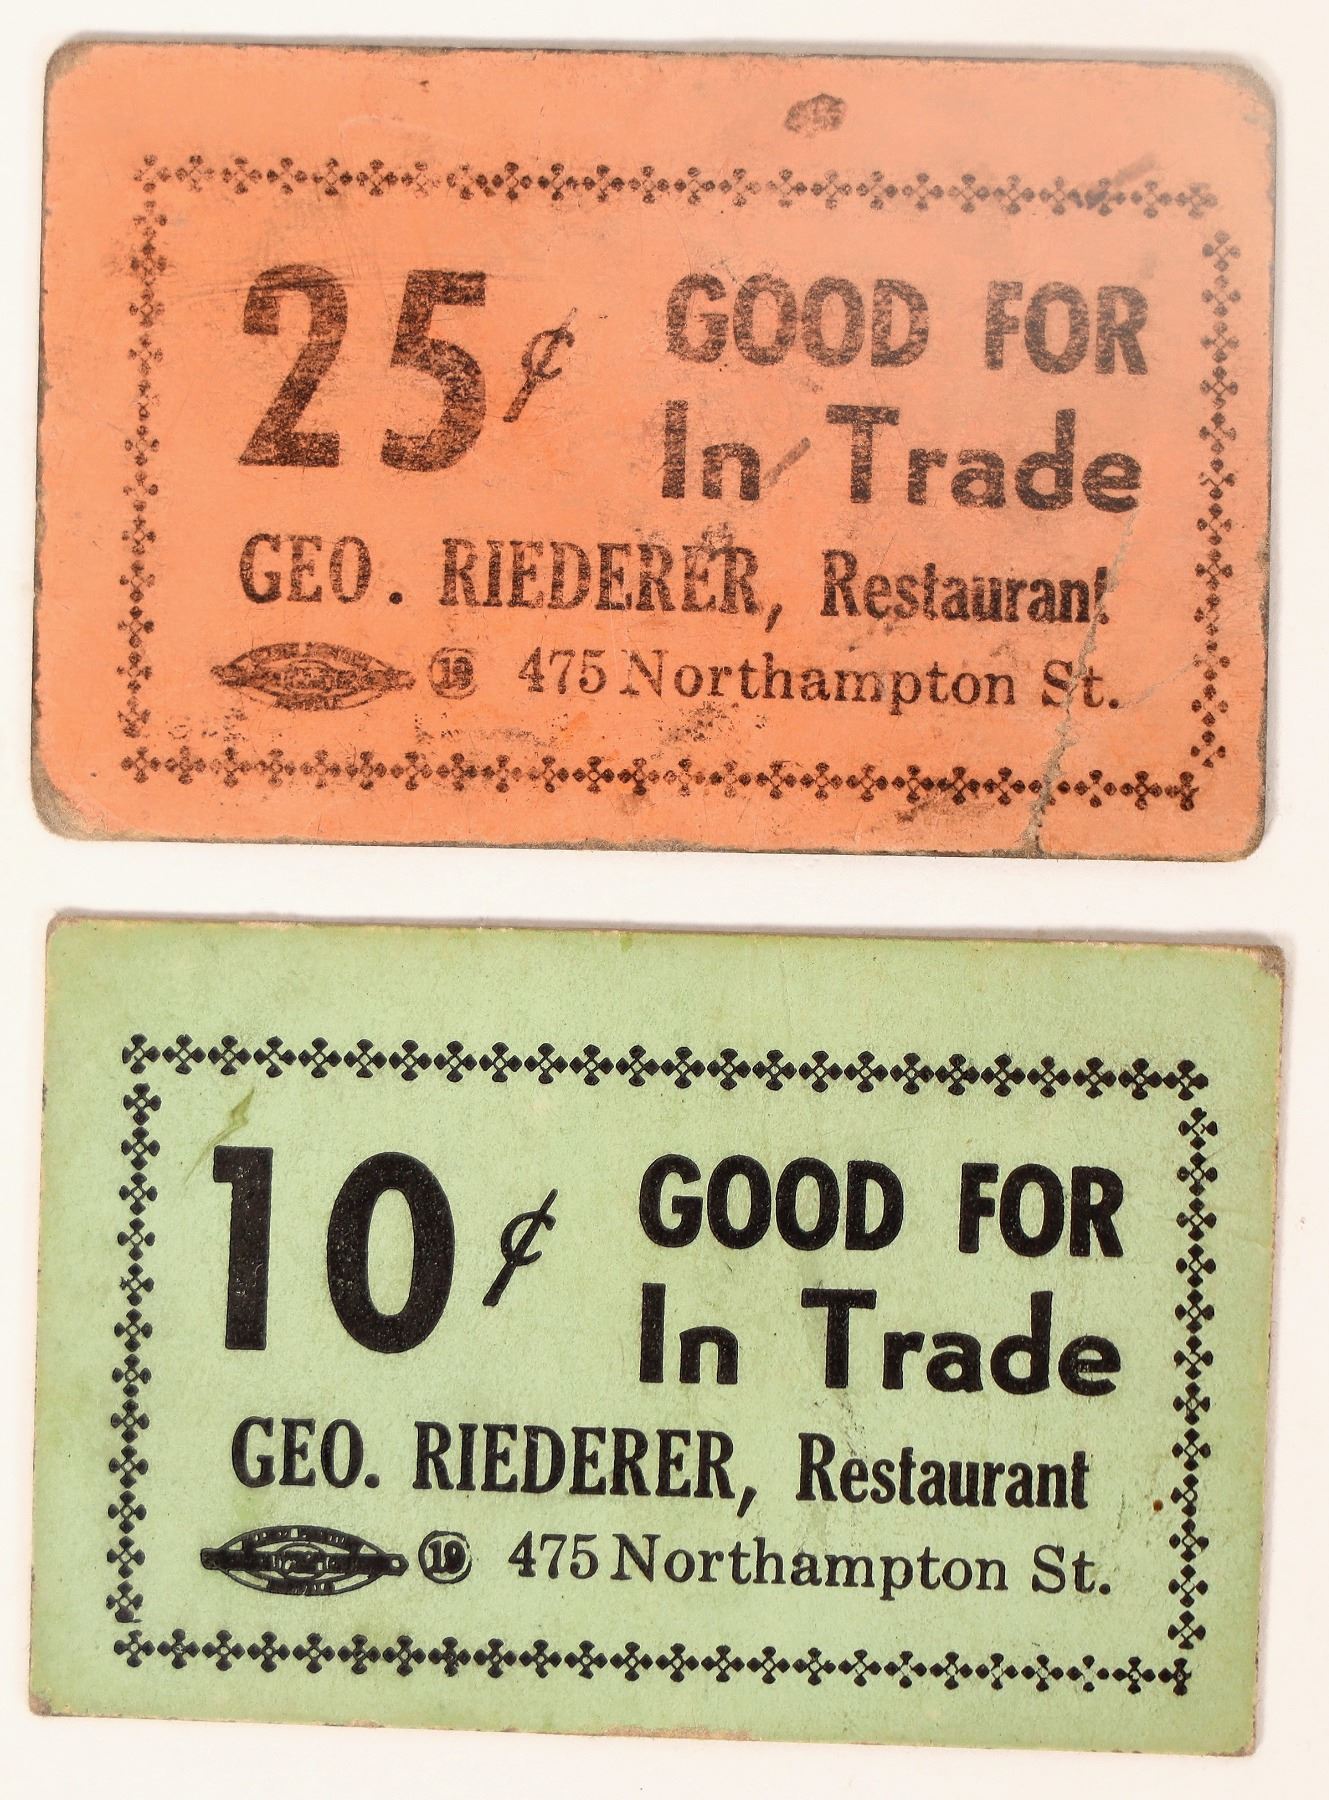 25¢ GOOD FOR
In Trade
GEO. RIEDERER, Restaurant
19 475 Northampton St.
10¢ GOOD FOR
In Trade
GEO. RIEDERER, Restaurant
19 475 Northampton St.